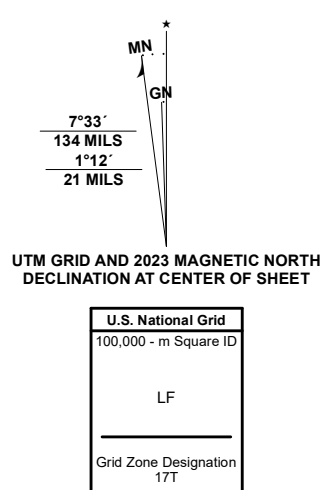 MN
GN
7°33´
134 MILS
1°12´
21 MILS
UTM GRID AND 2023 MAGNETIC NORTH
DECLINATION AT CENTER OF SHEET
U.S. National Grid
100,000 - m Square ID
LF
Grid Zone Designation
17T